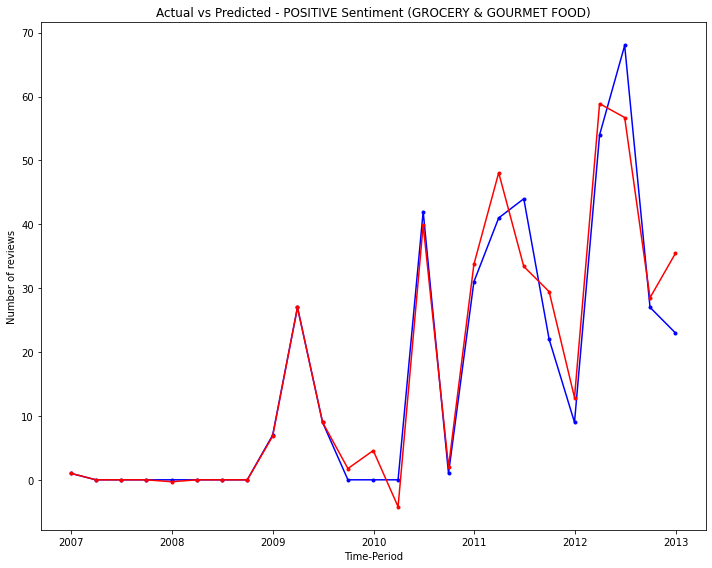 Actual vs Predicted - POSITIVE Sentiment (GROCERY & GOURMET FOOD)
70
60
50
40
30
20
10
0
Number of reviews
2007 2008 2009 2010 2011 2012 2013
Time-Period